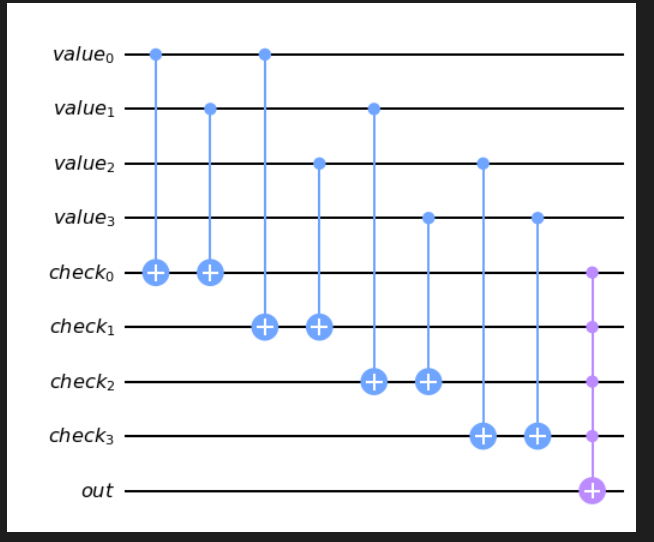 value₀
value₁
value₂
value₃
check₀
check₁
check₂
check₃
out